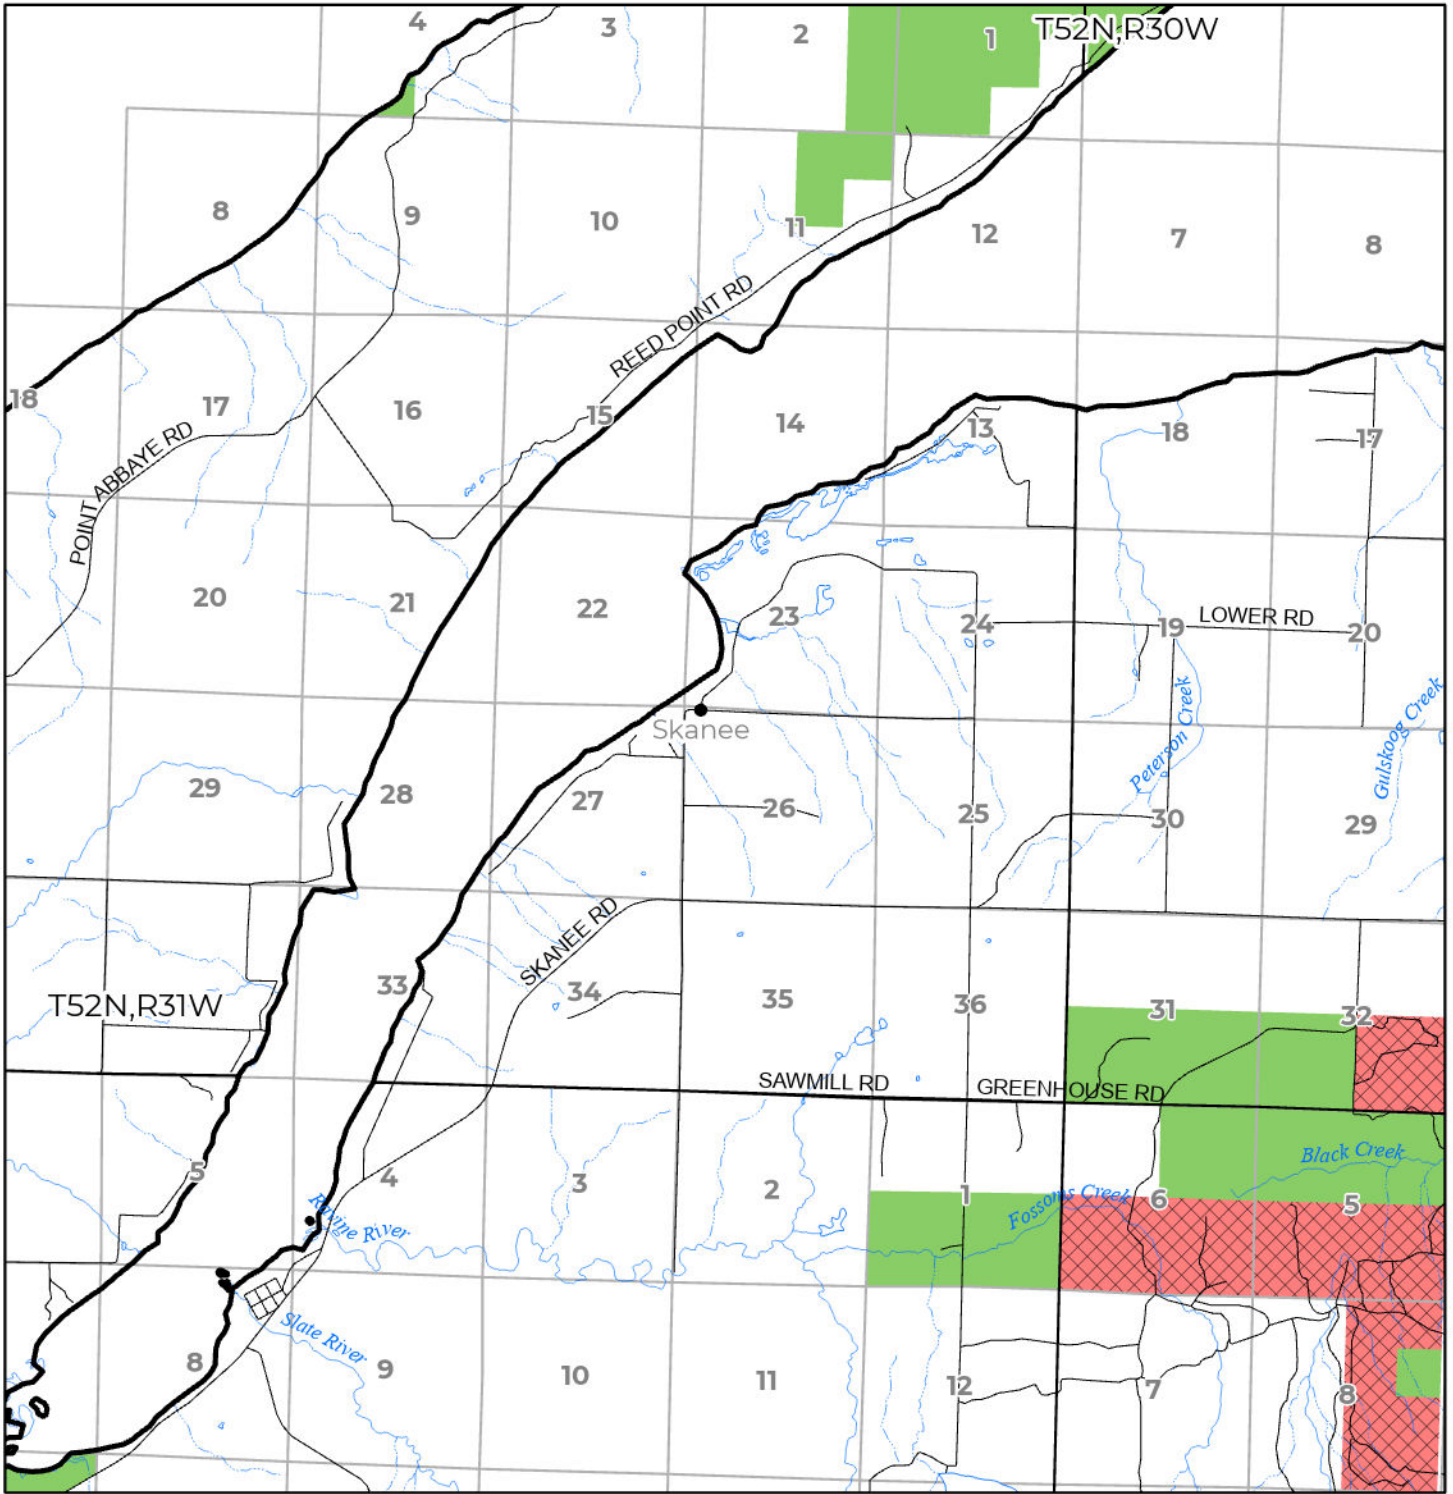 4 3 2 1 T52N,R30W
8 9 10 11 12 7 8
REED POINT RD
18 17 16 15 14 13 18 17
POINT ABBAYE RD
20 21 22 23 24 19 LOWER RD 20
Skanee
Peterson Creek
Gulskoog Creek
29 28 27 26 25 30 29
SKANEE RD
T52N,R31W
33 34 35 36 31 32
SAWMILL RD GREENHOUSE RD
Black Creek
5 4 3 2 1 6 5
Fossoms Creek
Ravine River
Slate River
8 9 10 11 12 7 8